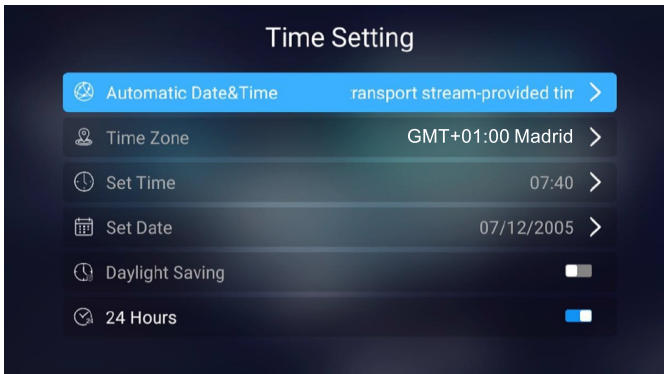 Time Setting
Automatic Date&Time ransport stream-provided tim
Time Zone GMT+01:00 Madrid
Set Time 07:40
Set Date 07/12/2005
Daylight Saving
24 Hours